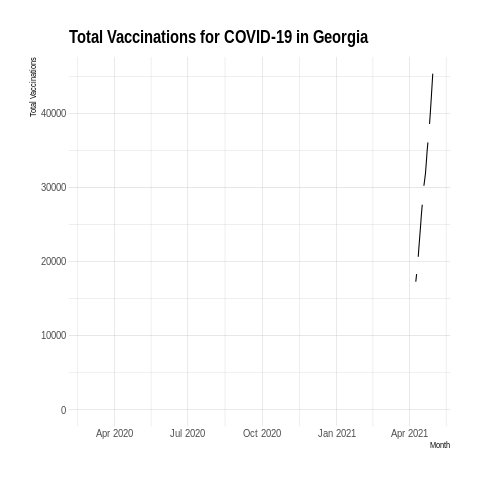 Total Vaccinations for COVID-19 in Georgia
Total Vaccinations
40000
30000
20000
10000
0
Apr 2020 Jul 2020 Oct 2020 Jan 2021 Apr 2021
Month